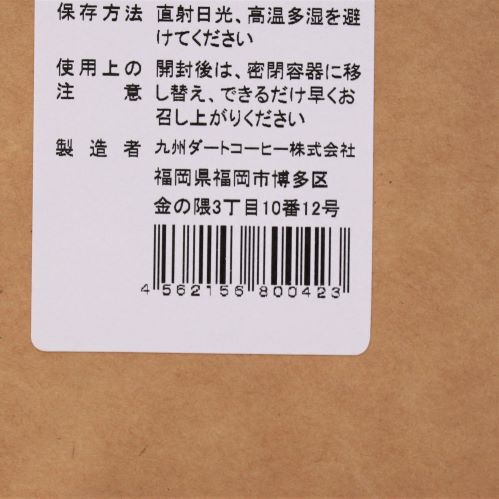 保存方法 直射日光、高温多湿を避
けてください
使用上の 開封後は、密閉容器に移
注意 し替え、できるだけ早くお
召し上がりください
製造者 九州ダートコーヒー株式会社
福岡県福岡市博多区
金の隈3丁目10番12号
4562156800423